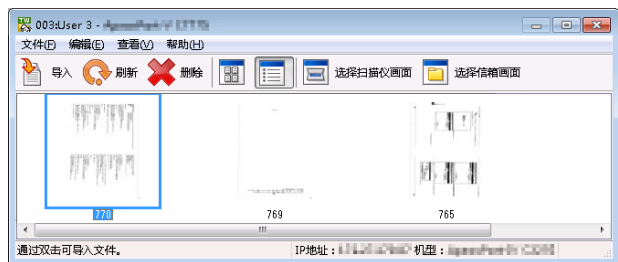 003:User 3 -
文件(F) 编辑(E) 查看(V) 帮助(H)
导入 刷新 删除 选择扫描仪画面 选择信箱画面
770 769 765
通过双击可导入文件。 IP地址： 机型：